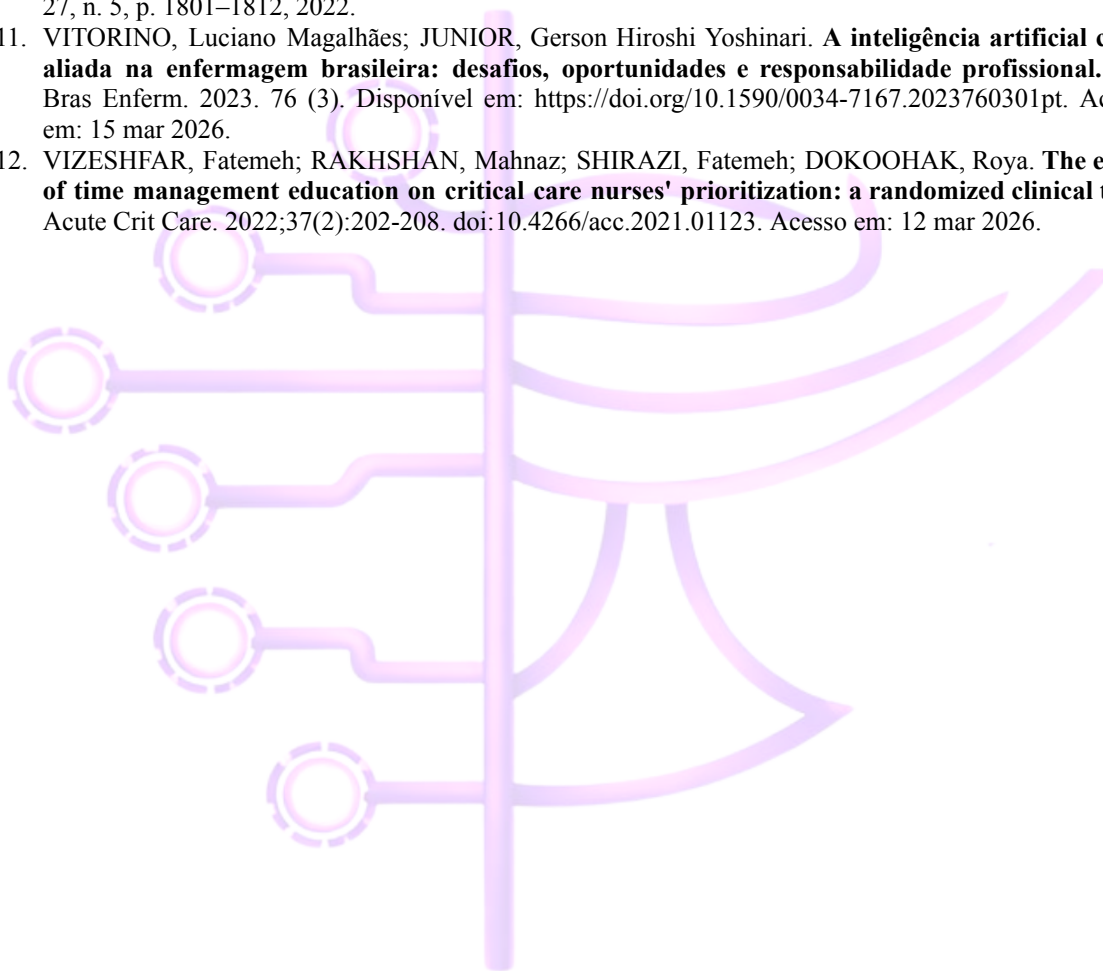 27, n. 5, p. 1801–1812, 2022.
11. VITORINO, Luciano Magalhães; JUNIOR, Gerson Hiroshi Yoshinari. A inteligência artificial
aliada na enfermagem brasileira: desafios, oportunidades e responsabilidade profissional.
Bras Enferm. 2023. 76 (3). Disponível em: https://doi.org/10.1590/0034-7167.2023760301pt.
em: 15 mar 2026.
12. VIZESHFAR, Fatemeh; RAKHSHAN, Mahnaz; SHIRAZI, Fatemeh; DOKOOHAK, Roya. The
of time management education on critical care nurses' prioritization: a randomized clinical
Acute Crit Care. 2022;37(2):202-208. doi:10.4266/acc.2021.01123. Acesso em: 12 mar 2026.